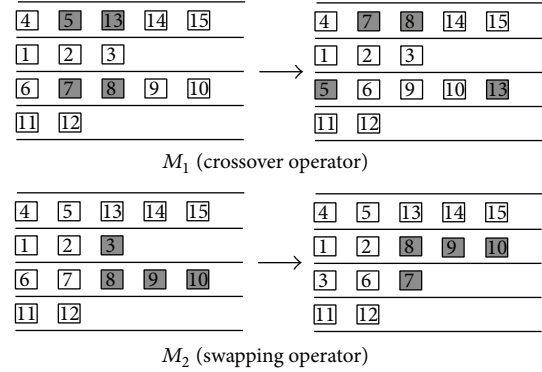 4 5 13 14 15 4 7 8 14 15
1 2 3 1 2 3
6 7 8 9 10 5 6 9 10 13
11 12 11 12
M1 (crossover operator)
4 5 13 14 15 4 5 13 14 15
1 2 3 1 2 8 9 10
6 7 8 9 10 3 6 7
11 12 11 12
M2 (swapping operator)